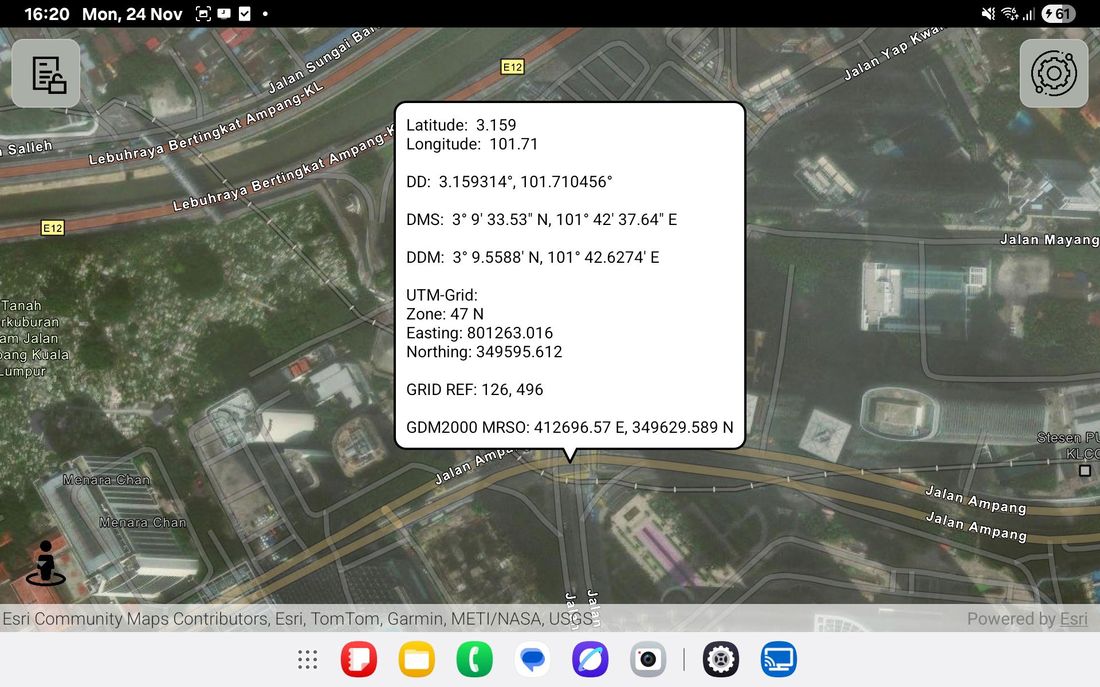 16:20 Mon, 24 Nov
61
Jalan Sungai Ba
E12
Jalan Yap Kwa
Lebuhraya Bertingkat Ampang-KL
Salleh
Lebuhraya Bertingkat Ampang-K
E12
Latitude: 3.159
Longitude: 101.71
DD: 3.159314°, 101.710456°
DMS: 3° 9' 33.53" N, 101° 42' 37.64" E
DDM: 3° 9.5588' N, 101° 42.6274' E
UTM-Grid:
Zone: 47 N
Easting: 801263.016
Northing: 349595.612
GRID REF: 126, 496
GDM2000 MRSO: 412696.57 E, 349629.589 N
Jalan Mayang
Tanah
rkuburan
am Jalan
pang Kuala
Lumpur
Stesen PU
KLCC
Jalan Ampa
Menara Chan
Menara Chan
Jalan Ampang
Jalan Ampang
Jalan
Jalan
Esri Community Maps Contributors, Esri, TomTom, Garmin, METI/NASA, USGS
Powered by Esri